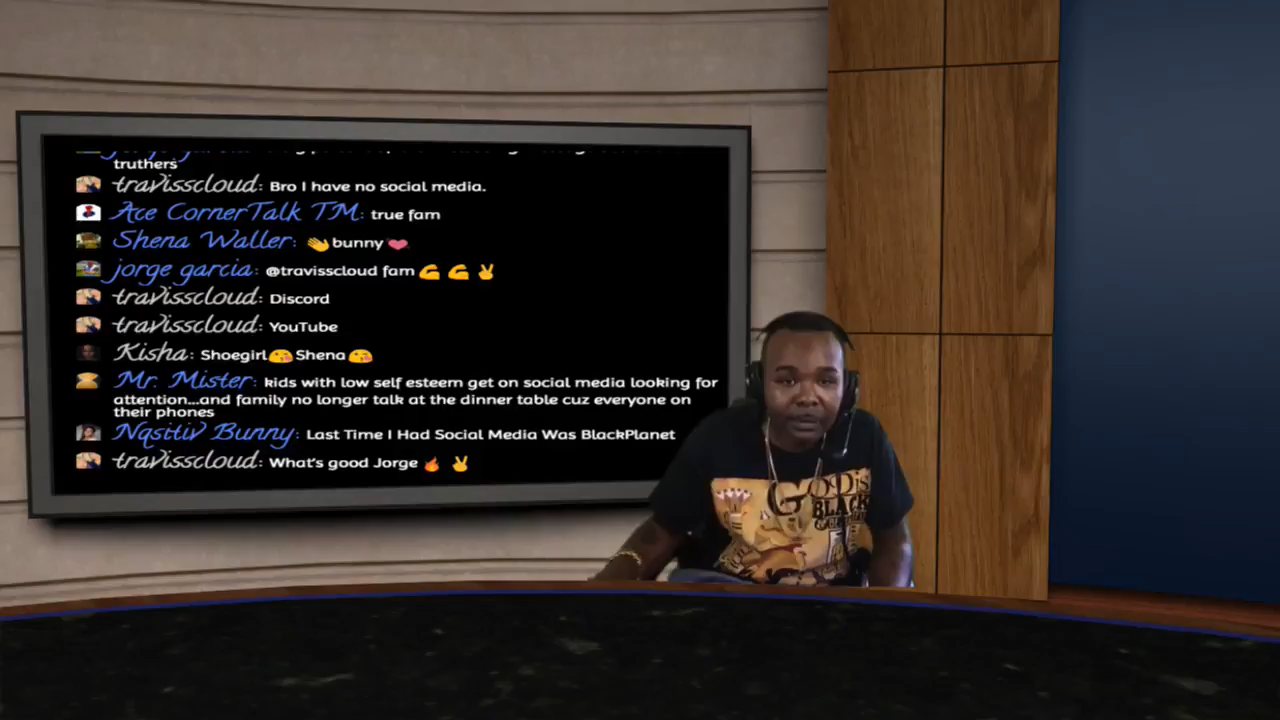 truthers
travisscloud: Bro I have no social media.
Ace CornerTalk TM: true fam
Shena Waller: 👋bunny❤
jorge garcia: @travisscloud fam 💪 💪 ✌
travisscloud: Discord
travisscloud: YouTube
Kisha: Shoegirl😘 Shena😘
Mr. Mister: kids with low self esteem get on social media looking for
attention...and family no longer talk at the dinner table cuz everyone on
their phones
Nqsitiv Bunny: Last Time I Had Social Media Was BlackPlanet
travisscloud: What's good Jorge 🔥 ✌
GoD is
BLACK